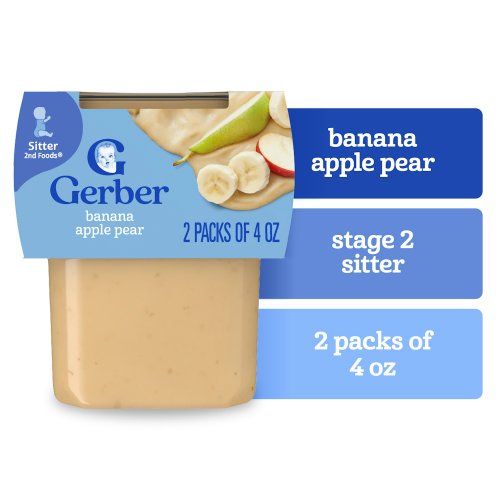 Sitter
2nd Foods®
G
Gerber
banana
apple pear
2 PACKS OF 4 OZ
banana
apple pear
stage 2
sitter
2 packs of
4 oz